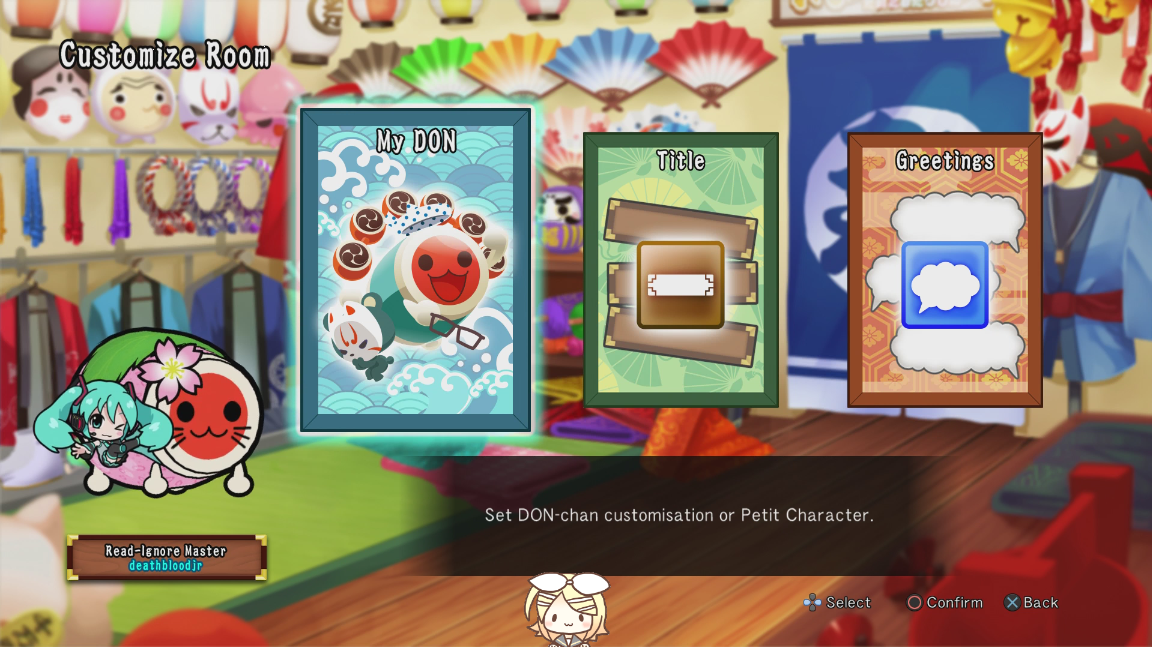 Customize Room
My DON
Title
Greetings
Set DON-chan customisation or Petit Character.
Read-Ignore Master
deathbloodjr
Select
Confirm
Back